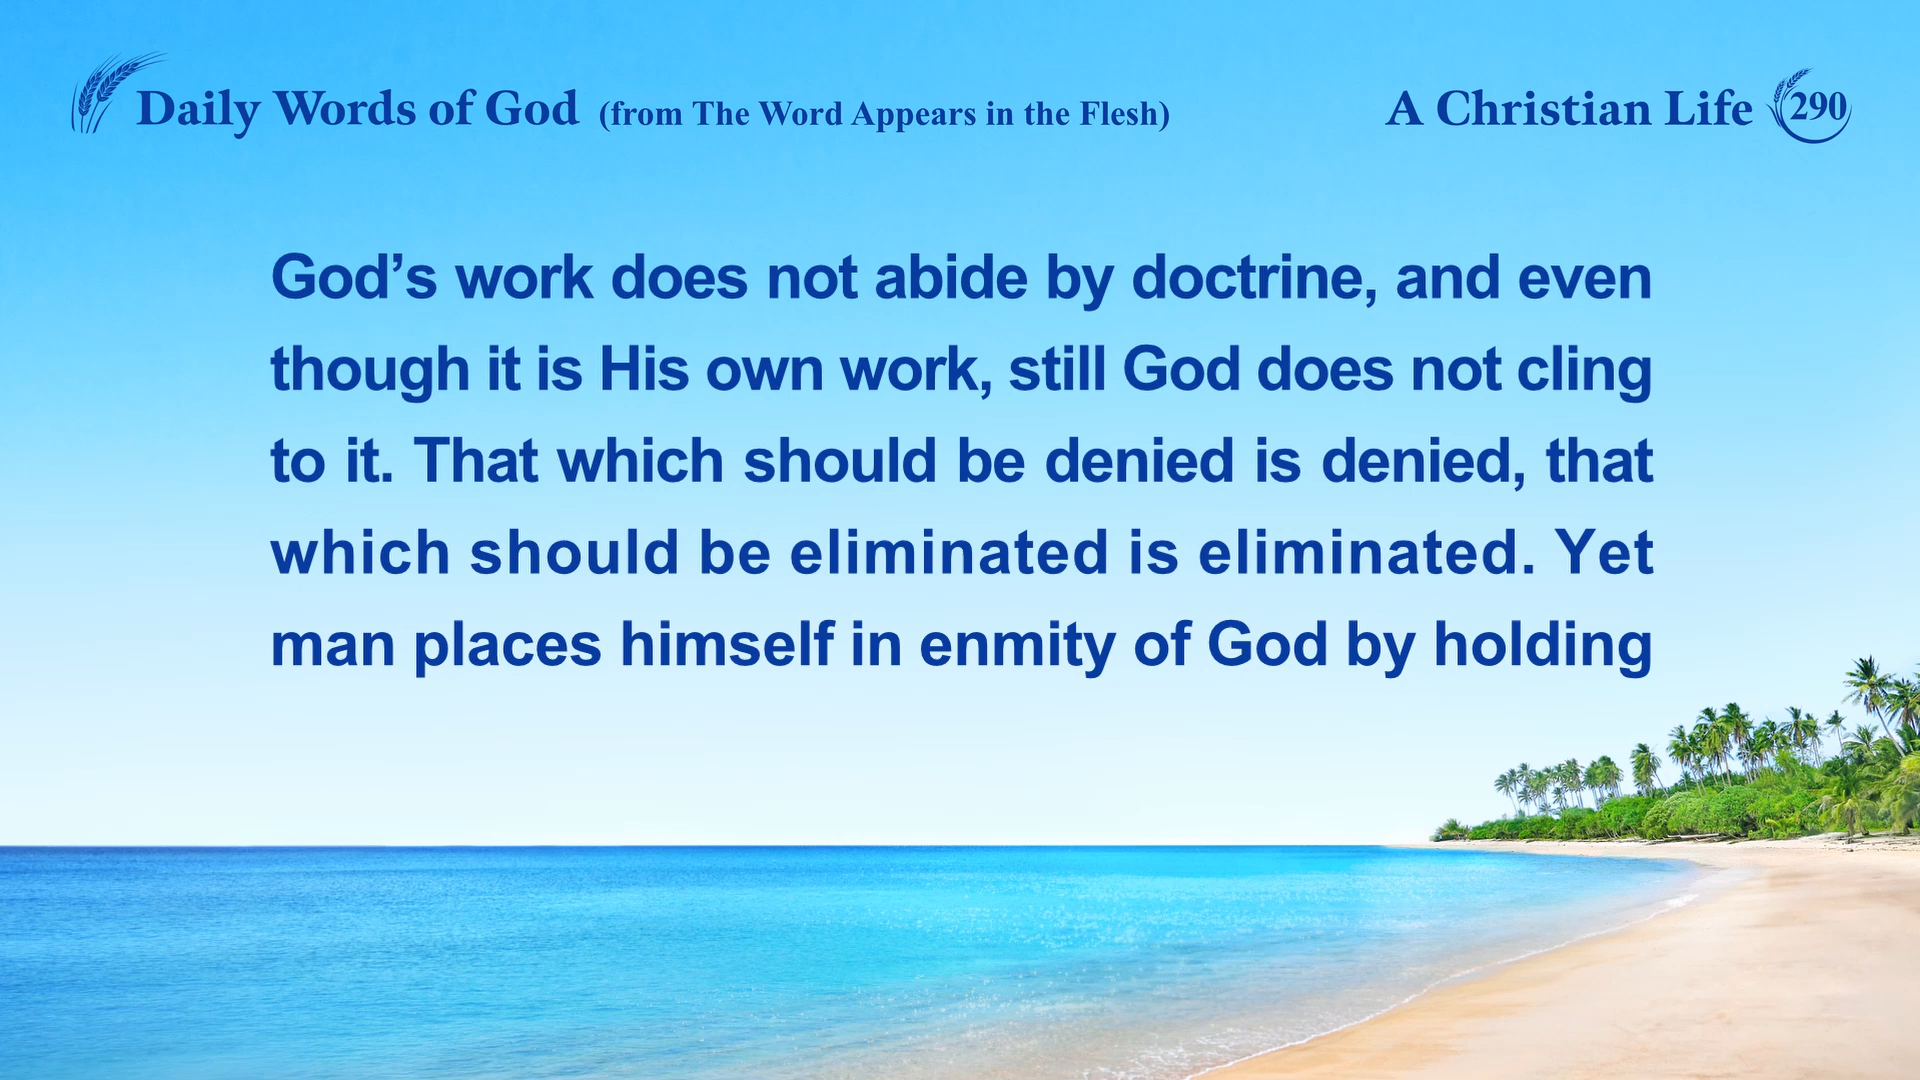 Daily Words of God (from The Word Appears in the Flesh)
A Christian Life 290
God’s work does not abide by doctrine, and even
though it is His own work, still God does not cling
to it. That which should be denied is denied, that
which should be eliminated is eliminated. Yet
man places himself in enmity of God by holding